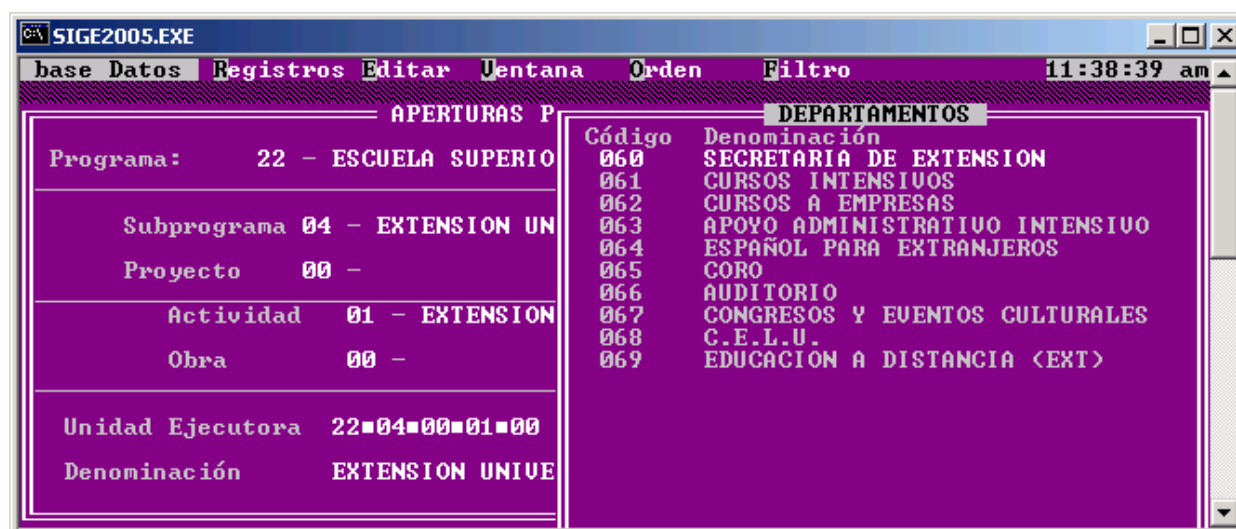 SIGE2005.EXE
base Datos Registros Editar Ventana Orden Filtro 11:38:39 am
APERTURAS P
Programa: 22 - ESCUELA SUPERIO
Subprograma 04 - EXTENSION UN
Proyecto 00 -
Actividad 01 - EXTENSION
Obra 00 -
Unidad Ejecutora 22■04■00■01■00
Denominación EXTENSION UNIVE
DEPARTAMENTOS
Código Denominación
060 SECRETARIA DE EXTENSION
061 CURSOS INTENSIVOS
062 CURSOS A EMPRESAS
063 APOYO ADMINISTRATIVO INTENSIVO
064 ESPAÑOL PARA EXTRANJEROS
065 CORO
066 AUDITORIO
067 CONGRESOS Y EVENTOS CULTURALES
068 C.E.L.U.
069 EDUCACION A DISTANCIA (EXT)